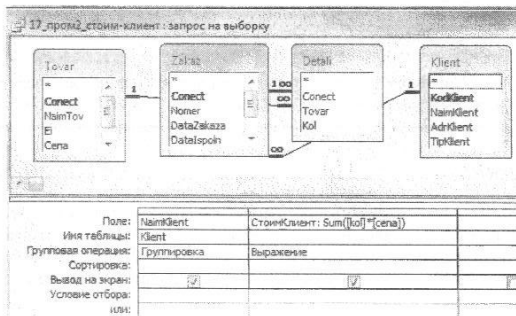 17_пром2_стоим-клиент : запрос на выборку
Tovar
*
Conect
NaimTov
Ei
Cena
Zakaz
*
Conect
Nomer
DataZakaza
DataIspoln
Detali
*
Conect
Tovar
Kol
Klient
*
KodKlient
NaimKlient
AdrKlient
TipKlient
1
1 ∞
∞
∞
1
Поле: NaimKlient СтоимКлиент: Sum([kol]*[cena])
Имя таблицы: Klient
Групповая операция: Группировка Выражение
Сортировка:
Вывод на экран:
Условие отбора:
или: